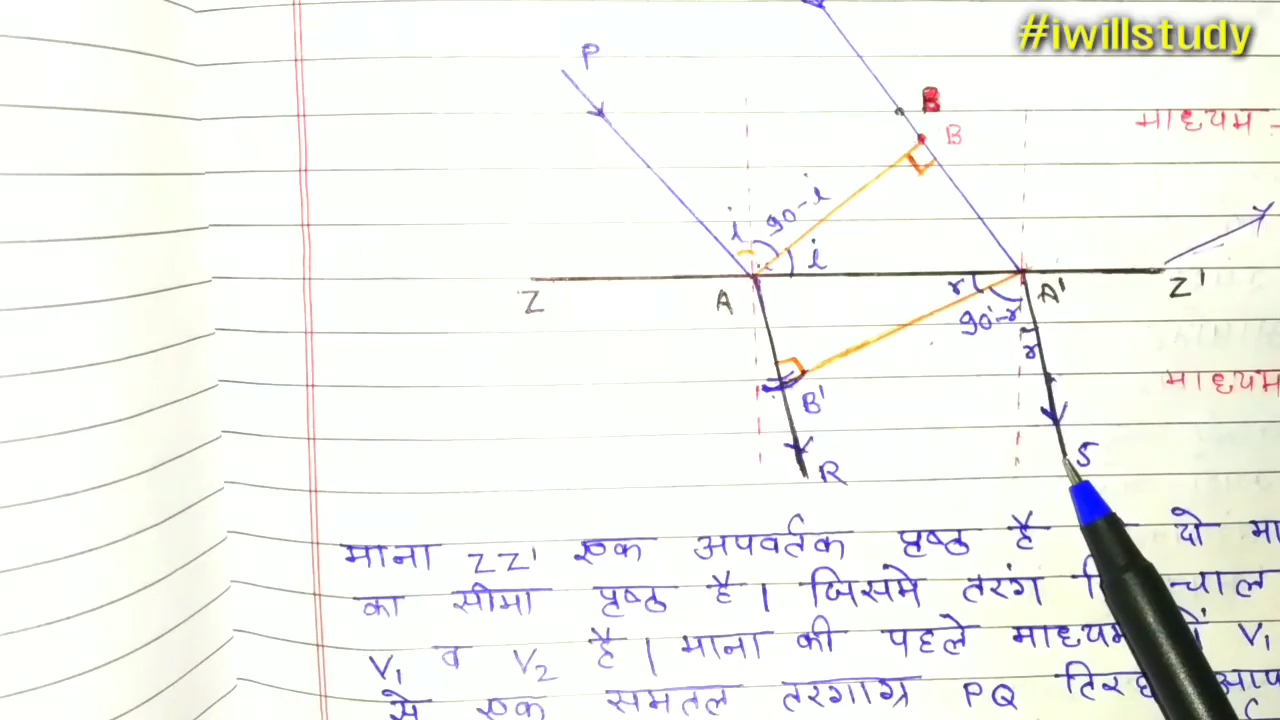 #iwillstudy
P
B
B
माध्यम -
i 90-i
i
Z A r A' Z'
90-r
r
माध्यम
B'
R S
माना ZZ' एक अपवर्तक पृष्ठ है दो मा
का सीमा पृष्ठ है। जिसमे तरंग चाल
V₁ व V₂ है। माना की पहले माध्यम में V₁
से एक समतल तरंगाग्र PQ